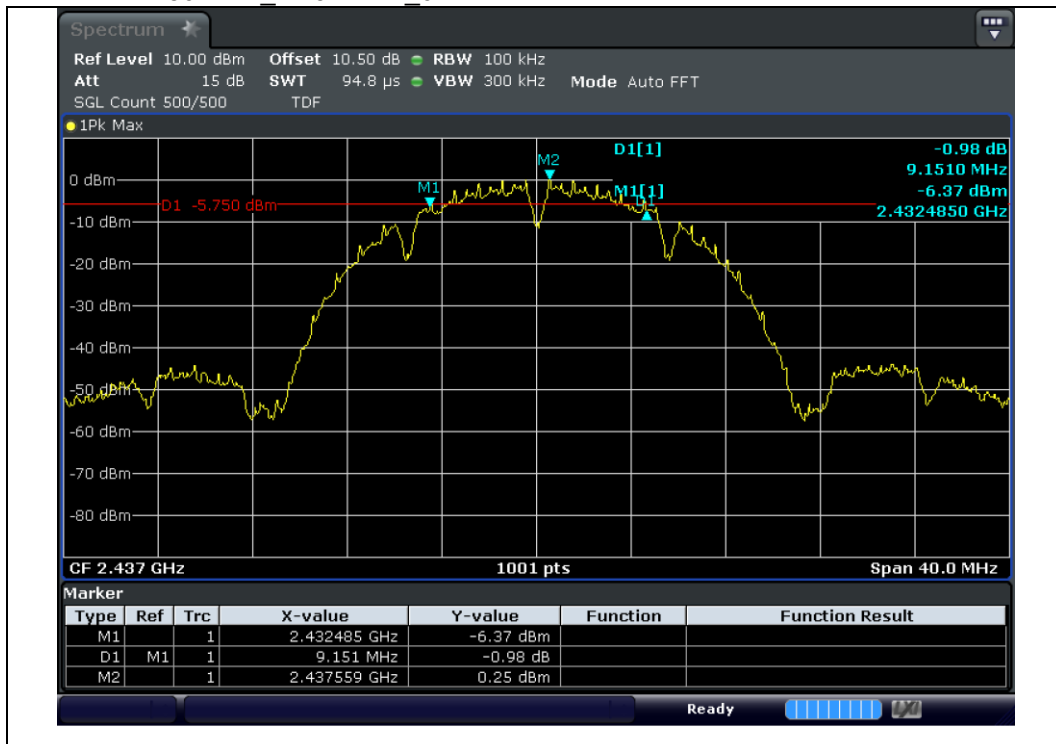 Spectrum
Ref Level 10.00 dBm Offset 10.50 dB RBW 100 kHz
Att 15 dB SWT 94.8 µs VBW 300 kHz Mode Auto FFT
SGL Count 500/500 TDF
1Pk Max
D1[1] -0.98 dB
9.1510 MHz
M1[1] -6.37 dBm
2.4324850 GHz
M2
M1
0 dBm
D1 -5.750 dBm
-10 dBm
-20 dBm
-30 dBm
-40 dBm
-50 dBm
-60 dBm
-70 dBm
-80 dBm
CF 2.437 GHz 1001 pts Span 40.0 MHz
Marker
Type Ref Trc X-value Y-value Function Function Result
M1 1 2.432485 GHz -6.37 dBm
D1 M1 1 9.151 MHz -0.98 dB
M2 1 2.437559 GHz 0.25 dBm
Ready LXI